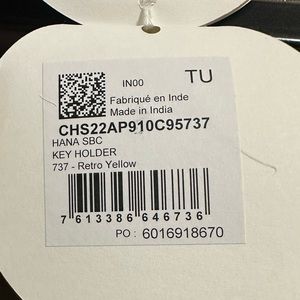 IN00 TU
Fabriqué en Inde
Made in India
CHS22AP910C95737
HANA SBC
KEY HOLDER
737 - Retro Yellow
7 613386 646736
PO : 6016918670